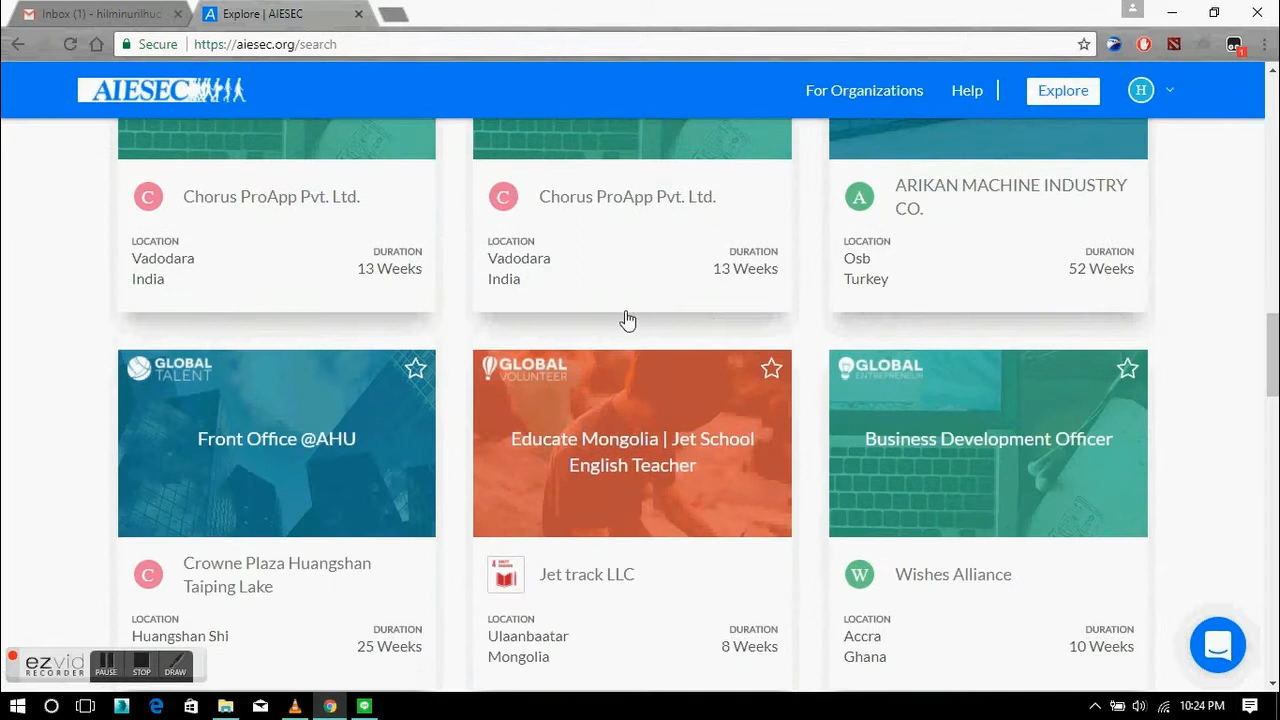 Inbox (1) - hilminurilhuc
Explore | AIESEC
Secure
https://aiesec.org/search
1
AIESEC
For Organizations
Help
Explore
H
C
Chorus ProApp Pvt. Ltd.
LOCATION
Vadodara
India
DURATION
13 Weeks
C
Chorus ProApp Pvt. Ltd.
LOCATION
Vadodara
India
DURATION
13 Weeks
A
ARIKAN MACHINE INDUSTRY
CO.
LOCATION
Osb
Turkey
DURATION
52 Weeks
GLOBAL
TALENT
Front Office @AHU
C
Crowne Plaza Huangshan
Taiping Lake
LOCATION
Huangshan Shi
DURATION
25 Weeks
GLOBAL
VOLUNTEER
Educate Mongolia | Jet School
English Teacher
Jet track LLC
LOCATION
Ulaanbaatar
Mongolia
DURATION
8 Weeks
GLOBAL
ENTREPRENEUR
Business Development Officer
W
Wishes Alliance
LOCATION
Accra
Ghana
DURATION
10 Weeks
ezvid
RECORDER
PAUSE
STOP
DRAW
10:24 PM